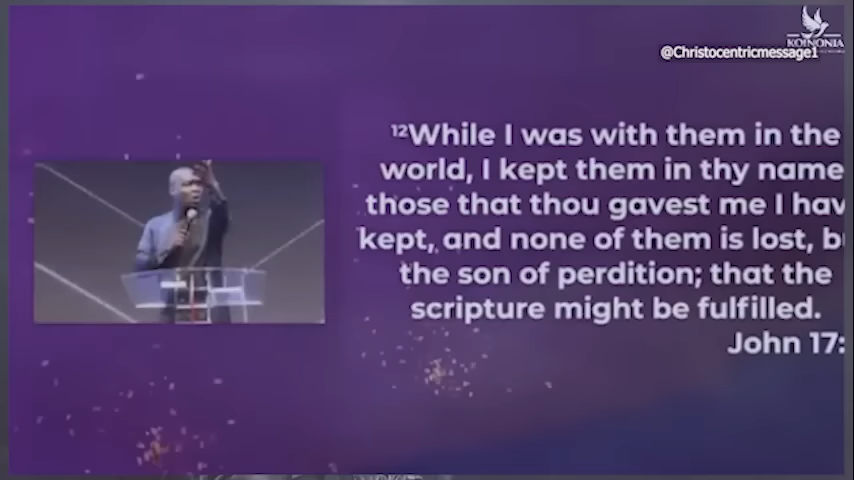 KOINONIA
@Christocentricmessage1
12While I was with them in the
world, I kept them in thy name
those that thou gavest me I hav
kept, and none of them is lost, b
the son of perdition; that the
scripture might be fulfilled.
John 17: